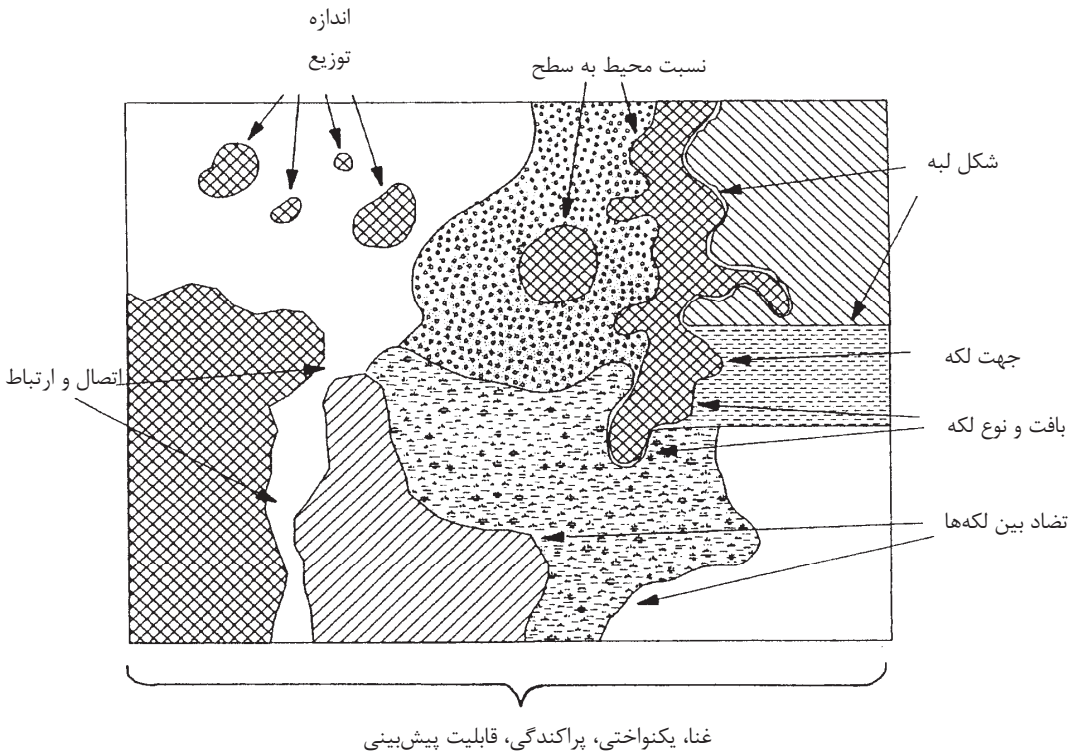 اندازه
توزیع
نسبت محیط به سطح
شکل لبه
جهت لکه
اتصال و ارتباط
بافت و نوع لکه
تضاد بین لکه‌ها
غنا، یکنواختی، پراکندگی، قابلیت پیش‌بینی